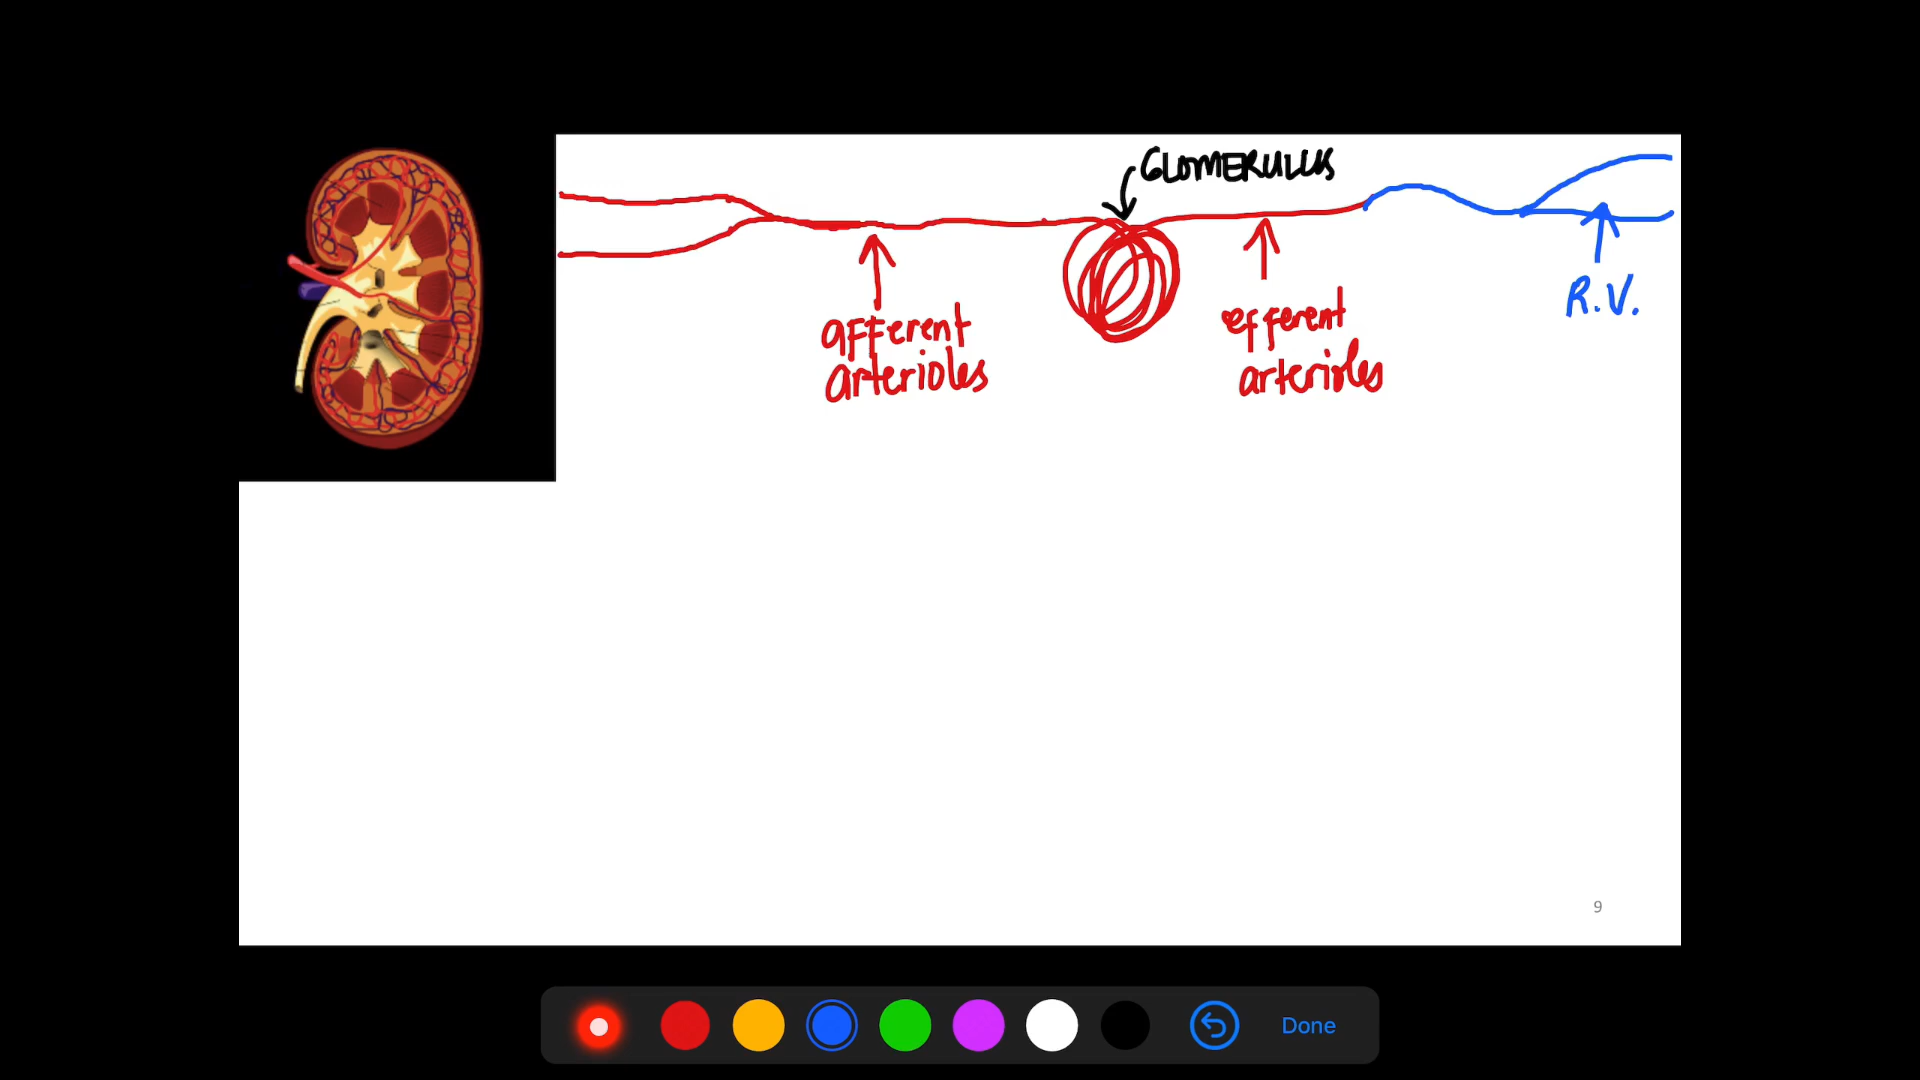 GLOMERULUS
afferent
arterioles
efferent
arterioles
R.V.
9
Done